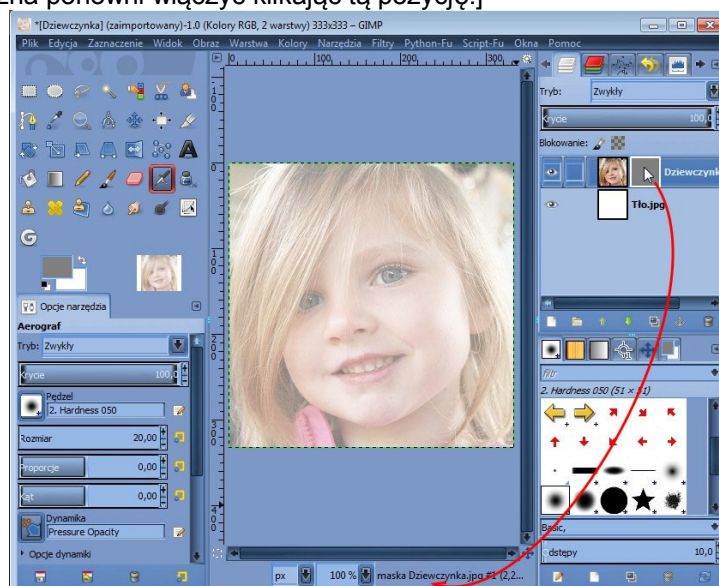 żna ponowni włączyć klikając tą pozycję.]
*[Dziewczynka] (zaimportowany)-1.0 (Kolory RGB, 2 warstwy) 333x333 – GIMP
Plik Edycja Zaznaczenie Widok Obraz Warstwa Kolory Narzędzia Filtry Python-Fu Script-Fu Okna Pomoc
Tryb: Zwykły
Krycie 100,0
Blokowanie:
Dziewczynk
Tło.jpg
Opcje narzędzia
Aerograf
Tryb: Zwykły
Krycie 100,0
Pędzel
2. Hardness 050
Rozmiar 20,00
Proporcje 0,00
Kąt 0,00
Dynamika
Pressure Opacity
Opcje dynamiki
filtr
2. Hardness 050 (51 × 51)
Basic,
Odstępy 10,0
px 100 % maska Dziewczynka.jpg #1 (2,2...